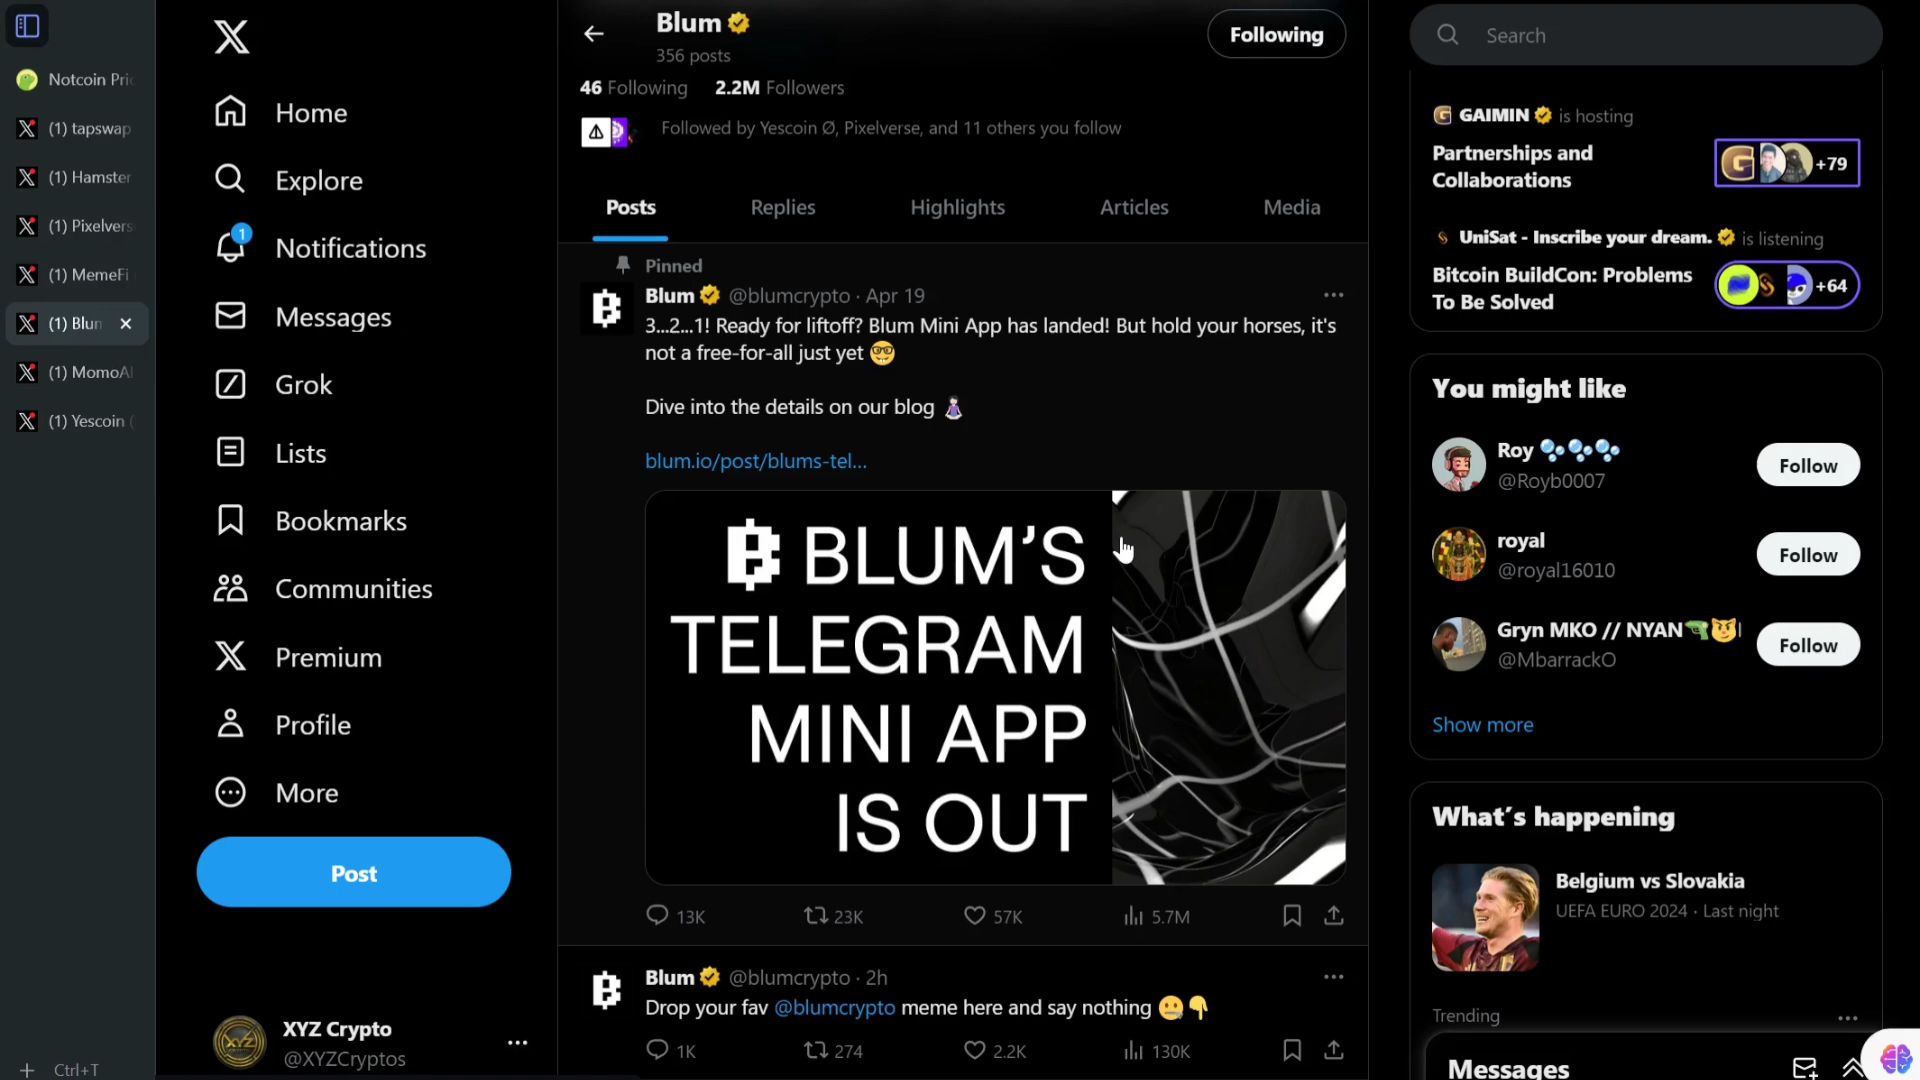 Notcoin Pric
(1) tapswap
(1) Hamster
(1) Pixelvers
(1) MemeFi
(1) Blum
(1) MomoAI
(1) Yescoin (
Ctrl+T
Home
Explore
1
Notifications
Messages
Grok
Lists
Bookmarks
Communities
Premium
Profile
More
Post
XYZ
XYZ Crypto
@XYZCryptos
Blum
356 posts
Following
46 Following 2.2M Followers
Followed by Yescoin Ø, Pixelverse, and 11 others you follow
Posts Replies Highlights Articles Media
Pinned
Blum @blumcrypto · Apr 19
3...2...1! Ready for liftoff? Blum Mini App has landed! But hold your horses, it's
not a free-for-all just yet 🤓
Dive into the details on our blog 🧘🏻‍♀️
blum.io/post/blums-tel...
BLUM'S
TELEGRAM
MINI APP
IS OUT
13K 23K 57K 5.7M
Blum @blumcrypto · 2h
Drop your fav @blumcrypto meme here and say nothing 🤐👇
1K 274 2.2K 130K
Search
GAIMIN is hosting
Partnerships and
Collaborations
+79
UniSat - Inscribe your dream. is listening
Bitcoin BuildCon: Problems
To Be Solved
+64
You might like
Roy 🫧🫧🫧
@Royb0007
Follow
royal
@royal16010
Follow
Gryn MKO // NYAN🔫😼
@MbarrackO
Follow
Show more
What's happening
Belgium vs Slovakia
UEFA EURO 2024 · Last night
Trending
Messages